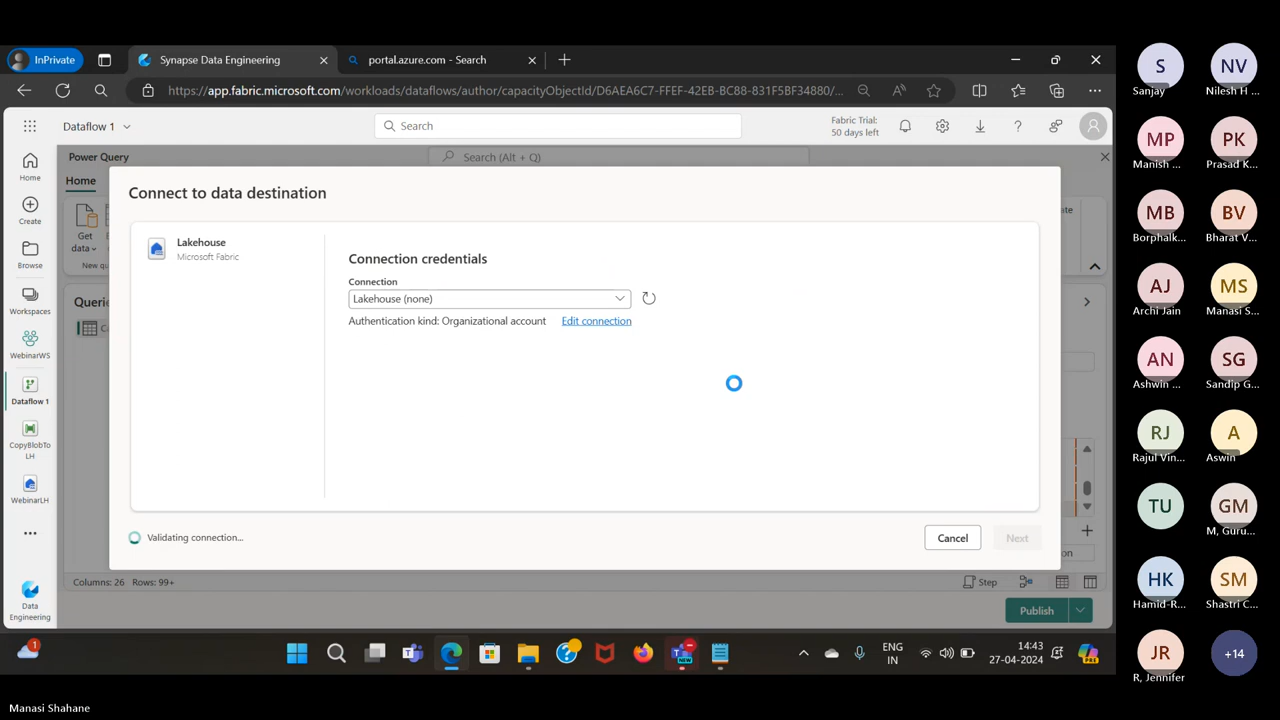 InPrivate
Synapse Data Engineering
portal.azure.com - Search
https://app.fabric.microsoft.com/workloads/dataflows/author/capacityObjectId/D6AEA6C7-FFEF-42EB-BC88-831F5BF34880/...
Dataflow 1
Search
Fabric Trial:
50 days left
Power Query
Search (Alt + Q)
Home
Home
Create
Browse
Workspaces
WebinarWS
Dataflow 1
CopyBlobTo
LH
WebinarLH
Data
Engineering
Get
data
New qu
Querie
Connect to data destination
Lakehouse
Microsoft Fabric
Connection credentials
Connection
Lakehouse (none)
Authentication kind: Organizational account
Edit connection
Validating connection...
Cancel
Next
Columns: 26 Rows: 99+
Step
Publish
1
NEW
ENG
IN
14:43
27-04-2024
PRE
S
Sanjay
NV
Nilesh H ...
MP
Manish ...
PK
Prasad K...
MB
Borphalk...
BV
Bharat V...
AJ
Archi Jain
MS
Manasi S...
AN
Ashwin ...
SG
Sandip G...
RJ
Rajul Vin...
A
Aswin
TU
GM
M, Guru...
HK
Hamid-R...
SM
Shastri C...
JR
R, Jennifer
+14
Manasi Shahane